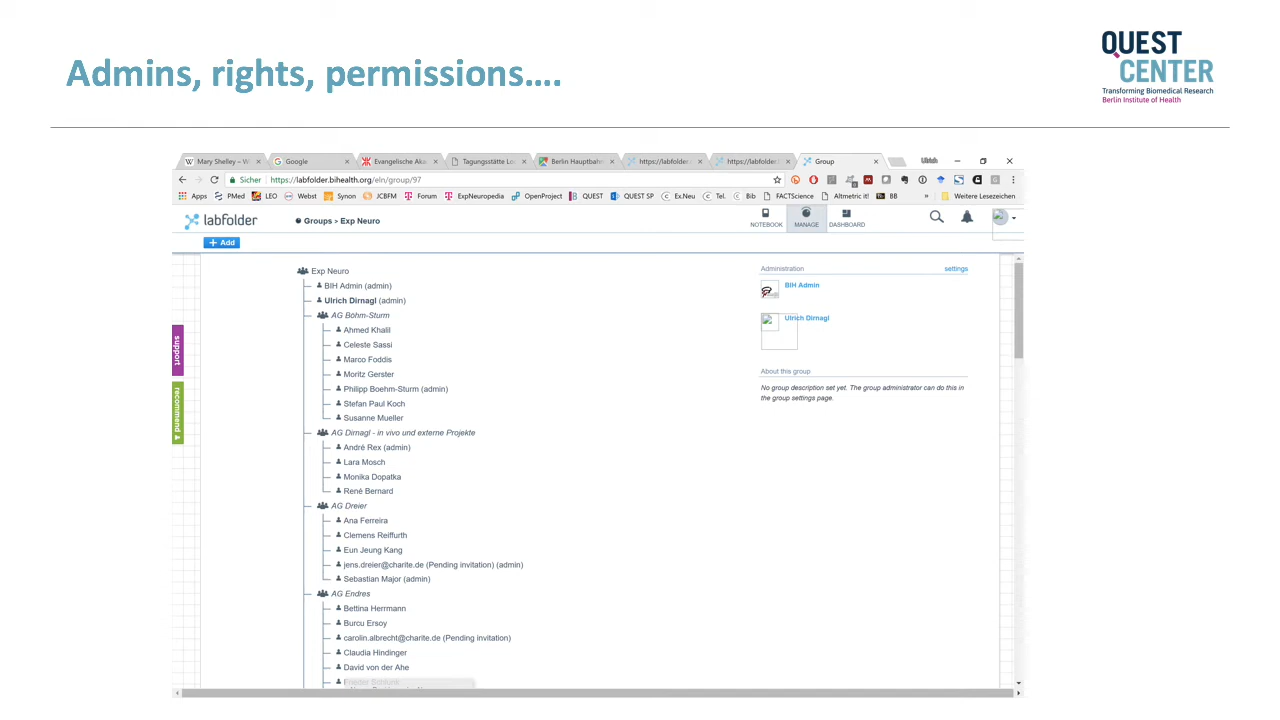 Admins, rights, permissions....
QUEST
CENTER
Transforming Biomedical Research
Berlin Institute of Health
Mary Shelley – W
Google
Evangelische Aka
Tagungsstätte Lo
Berlin Hauptbahn
https://labfolder
https://labfolder
Group
Ulrich
Sicher
https://labfolder.bihealth.org/eln/group/97
Apps
PMed
LEO
Webst
Synon
JCBFM
Forum
ExpNeuropedia
OpenProject
QUEST
QUEST SP
Ex.Neu
Tel.
Bib
FACTScience
Altmetric it!
BB
»
Weitere Lesezeichen
labfolder
Groups > Exp Neuro
NOTEBOOK
MANAGE
DASHBOARD
+ Add
support
recommend
Exp Neuro
BIH Admin (admin)
Ulrich Dirnagl (admin)
AG Böhm-Sturm
Ahmed Khalil
Celeste Sassi
Marco Foddis
Moritz Gerster
Philipp Boehm-Sturm (admin)
Stefan Paul Koch
Susanne Mueller
AG Dirnagl - in vivo und externe Projekte
André Rex (admin)
Lara Mosch
Monika Dopatka
René Bernard
AG Dreier
Ana Ferreira
Clemens Reiffurth
Eun Jeung Kang
jens.dreier@charite.de (Pending invitation) (admin)
Sebastian Major (admin)
AG Endres
Bettina Herrmann
Burcu Ersoy
carolin.albrecht@charite.de (Pending invitation)
Claudia Hindinger
David von der Ahe
Administration
settings
BIH Admin
Ulrich Dirnagl
About this group
No group description set yet. The group administrator can do this in
the group settings page.